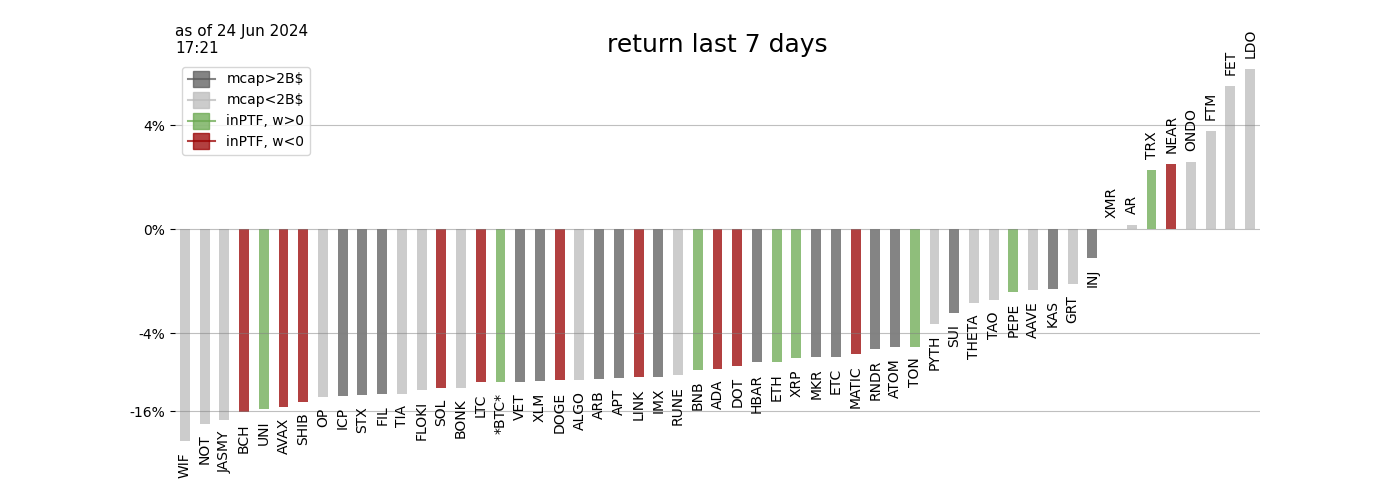 as of 24 Jun 2024
17:21
return last 7 days
mcap>2B$
mcap<2B$
inPTF, w>0
inPTF, w<0
4%
0%
-4%
-16%
WIF
NOT
JASMY
BCH
UNI
AVAX
SHIB
OP
ICP
STX
FIL
TIA
FLOKI
SOL
BONK
LTC
*BTC*
VET
XLM
DOGE
ALGO
ARB
APT
LINK
IMX
RUNE
BNB
ADA
DOT
HBAR
ETH
XRP
MKR
ETC
MATIC
RNDR
ATOM
TON
PYTH
SUI
THETA
TAO
PEPE
AAVE
KAS
GRT
INJ
XMR
AR
TRX
NEAR
ONDO
FTM
FET
LDO